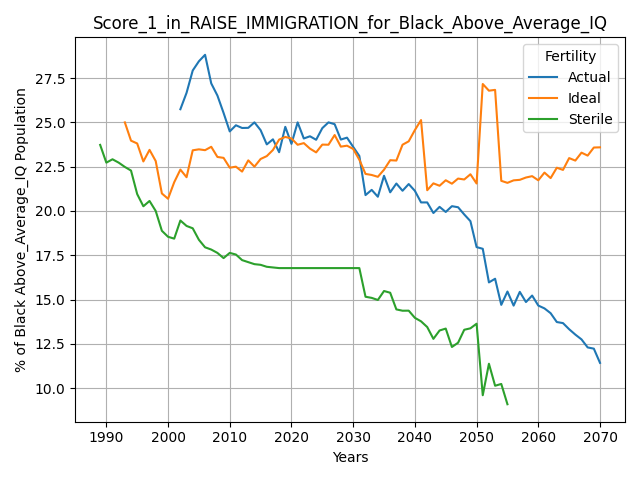 Score_1_in_RAISE_IMMIGRATION_for_Black_Above_Average_IQ
Fertility
Actual
Ideal
Sterile
% of Black Above_Average_IQ Population
27.5
25.0
22.5
20.0
17.5
15.0
12.5
10.0
1990 2000 2010 2020 2030 2040 2050 2060 2070
Years